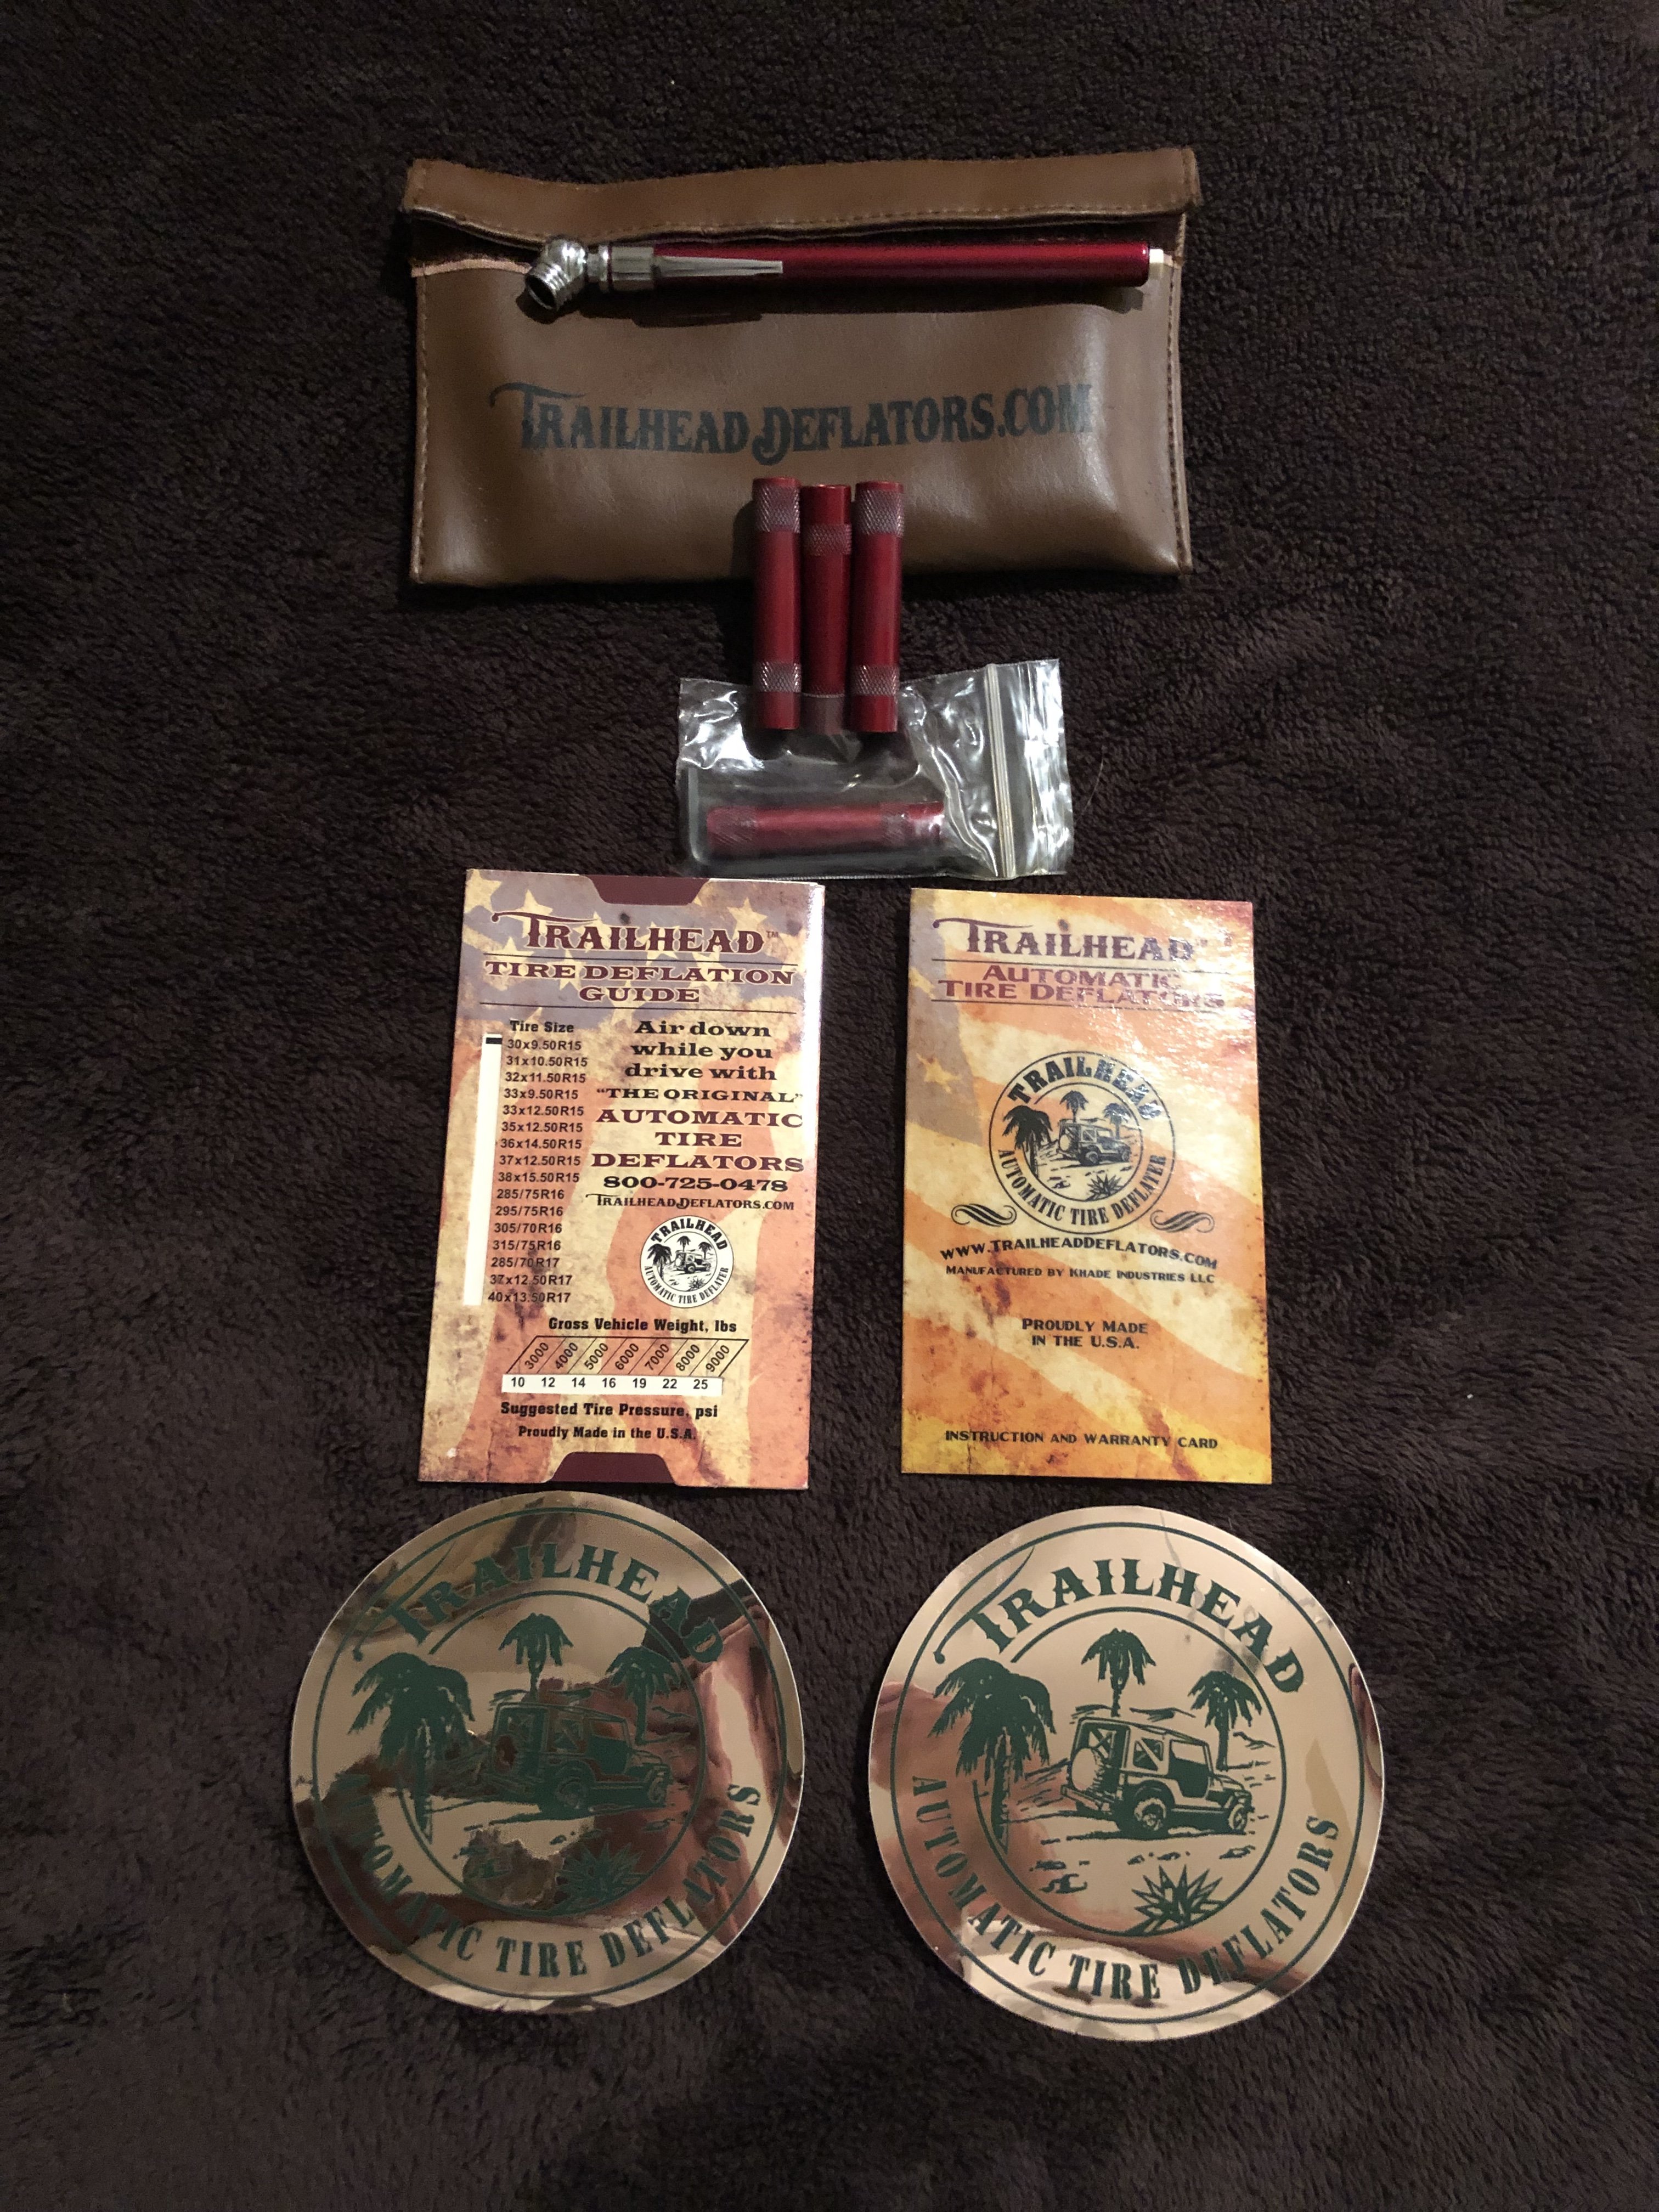 TRAILHEADDEFLATORS.COM
TRAILHEAD™
TIRE DEFLATION
GUIDE
Tire Size
30x9.50R15
31x10.50R15
32x11.50R15
33x9.50R15
33x12.50R15
35x12.50R15
36x14.50R15
37x12.50R15
38x15.50R15
285/75R16
295/75R16
305/70R16
315/75R16
285/70R17
37x12.50R17
40x13.50R17
Air down
while you
drive with
"THE ORIGINAL"
AUTOMATIC
TIRE
DEFLATORS
800-725-0478
TRAILHEADDEFLATORS.COM
TRAILHEAD
AUTOMATIC TIRE DEFLATER
Gross Vehicle Weight, lbs
3000 4000 5000 6000 7000 8000 9000
10 12 14 16 19 22 25
Suggested Tire Pressure, psi
Proudly Made in the U.S.A.
TRAILHEAD
AUTOMATIC
TIRE DEFLATORS
TRAILHEAD
AUTOMATIC TIRE DEFLATER
WWW.TRAILHEADDEFLATORS.COM
MANUFACTURED BY KHADE INDUSTRIES LLC
PROUDLY MADE
IN THE U.S.A.
INSTRUCTION AND WARRANTY CARD
TRAILHEAD
AUTOMATIC TIRE DEFLATORS
TRAILHEAD
AUTOMATIC TIRE DEFLATORS